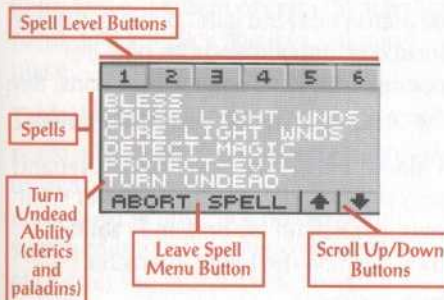 Spell Level Buttons
1 2 3 4 5 6
Spells
BLESS
CAUSE LIGHT WNDS
CURE LIGHT WNDS
DETECT MAGIC
PROTECT-EVIL
TURN UNDEAD
ABORT SPELL
Turn
Undead
Ability
(clerics
and
paladins)
Leave Spell
Menu Button
Scroll Up/Down
Buttons